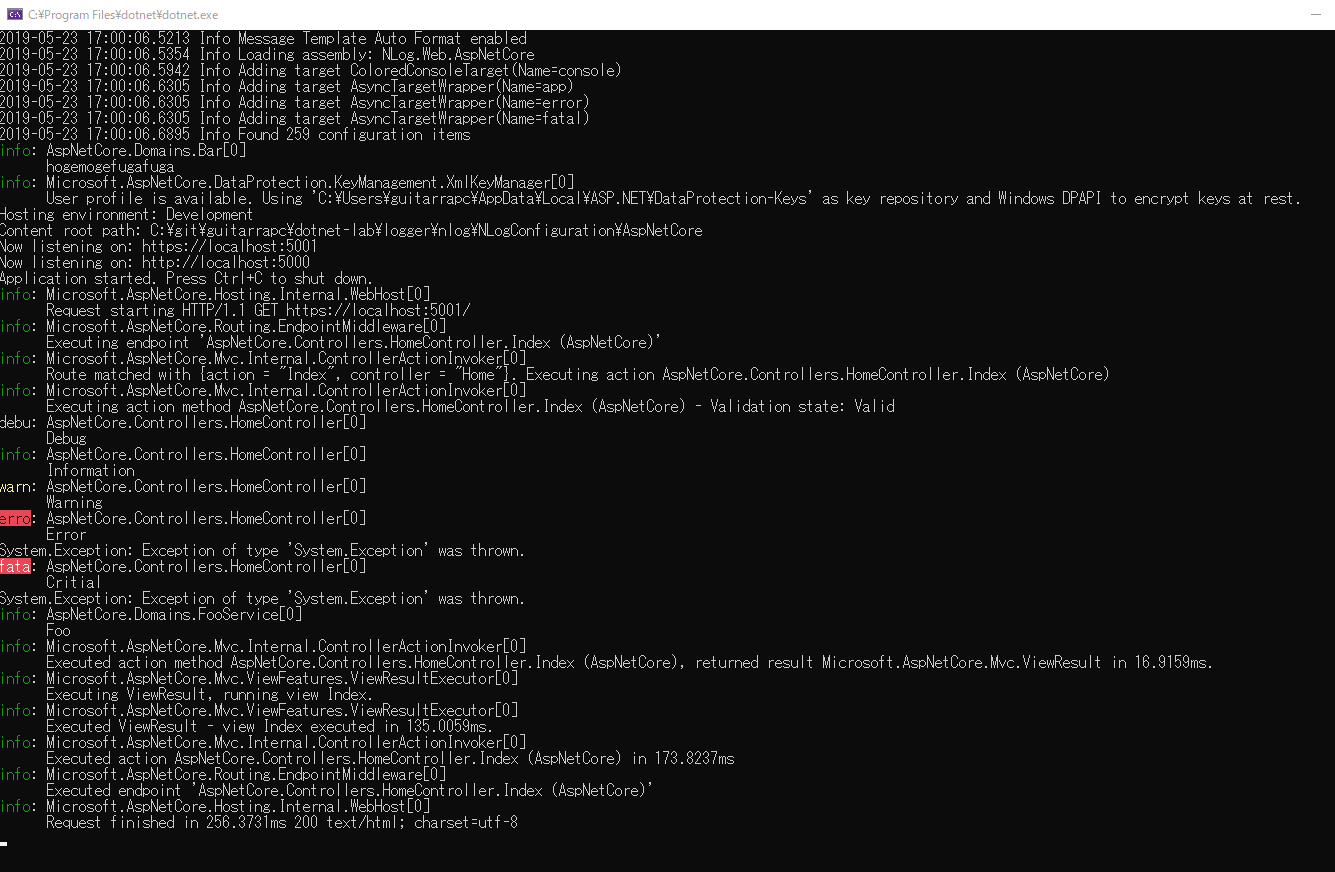 C:¥Program Files¥dotnet¥dotnet.exe
2019-05-23 17:00:06.5213 Info Message Template Auto Format enabled
2019-05-23 17:00:06.5354 Info Loading assembly: NLog.Web.AspNetCore
2019-05-23 17:00:06.5942 Info Adding target ColoredConsoleTarget(Name=console)
2019-05-23 17:00:06.6305 Info Adding target AsyncTargetWrapper(Name=app)
2019-05-23 17:00:06.6305 Info Adding target AsyncTargetWrapper(Name=error)
2019-05-23 17:00:06.6305 Info Adding target AsyncTargetWrapper(Name=fatal)
2019-05-23 17:00:06.6895 Info Found 259 configuration items
info: AspNetCore.Domains.Bar[0]
hogemogefugafuga
info: Microsoft.AspNetCore.DataProtection.KeyManagement.XmlKeyManager[0]
User profile is available. Using 'C:¥Users¥guitarrapc¥AppData¥Local¥ASP.NET¥DataProtection-Keys' as key repository and Windows DPAPI to encrypt keys at rest.
Hosting environment: Development
Content root path: C:¥git¥guitarrapc¥dotnet-lab¥logger¥nlog¥NLogConfiguration¥AspNetCore
Now listening on: https://localhost:5001
Now listening on: http://localhost:5000
Application started. Press Ctrl+C to shut down.
info: Microsoft.AspNetCore.Hosting.Internal.WebHost[0]
Request starting HTTP/1.1 GET https://localhost:5001/
info: Microsoft.AspNetCore.Routing.EndpointMiddleware[0]
Executing endpoint 'AspNetCore.Controllers.HomeController.Index (AspNetCore)'
info: Microsoft.AspNetCore.Mvc.Internal.ControllerActionInvoker[0]
Route matched with {action = "Index", controller = "Home"}. Executing action AspNetCore.Controllers.HomeController.Index (AspNetCore)
info: Microsoft.AspNetCore.Mvc.Internal.ControllerActionInvoker[0]
Executing action method AspNetCore.Controllers.HomeController.Index (AspNetCore) - Validation state: Valid
debu: AspNetCore.Controllers.HomeController[0]
Debug
info: AspNetCore.Controllers.HomeController[0]
Information
warn: AspNetCore.Controllers.HomeController[0]
Warning
erro: AspNetCore.Controllers.HomeController[0]
Error
System.Exception: Exception of type 'System.Exception' was thrown.
fata: AspNetCore.Controllers.HomeController[0]
Critial
System.Exception: Exception of type 'System.Exception' was thrown.
info: AspNetCore.Domains.FooService[0]
Foo
info: Microsoft.AspNetCore.Mvc.Internal.ControllerActionInvoker[0]
Executed action method AspNetCore.Controllers.HomeController.Index (AspNetCore), returned result Microsoft.AspNetCore.Mvc.ViewResult in 16.9159ms.
info: Microsoft.AspNetCore.Mvc.ViewFeatures.ViewResultExecutor[0]
Executing ViewResult, running view Index.
info: Microsoft.AspNetCore.Mvc.ViewFeatures.ViewResultExecutor[0]
Executed ViewResult - view Index executed in 135.0059ms.
info: Microsoft.AspNetCore.Mvc.Internal.ControllerActionInvoker[0]
Executed action AspNetCore.Controllers.HomeController.Index (AspNetCore) in 173.8237ms
info: Microsoft.AspNetCore.Routing.EndpointMiddleware[0]
Executed endpoint 'AspNetCore.Controllers.HomeController.Index (AspNetCore)'
info: Microsoft.AspNetCore.Hosting.Internal.WebHost[0]
Request finished in 256.3731ms 200 text/html; charset=utf-8